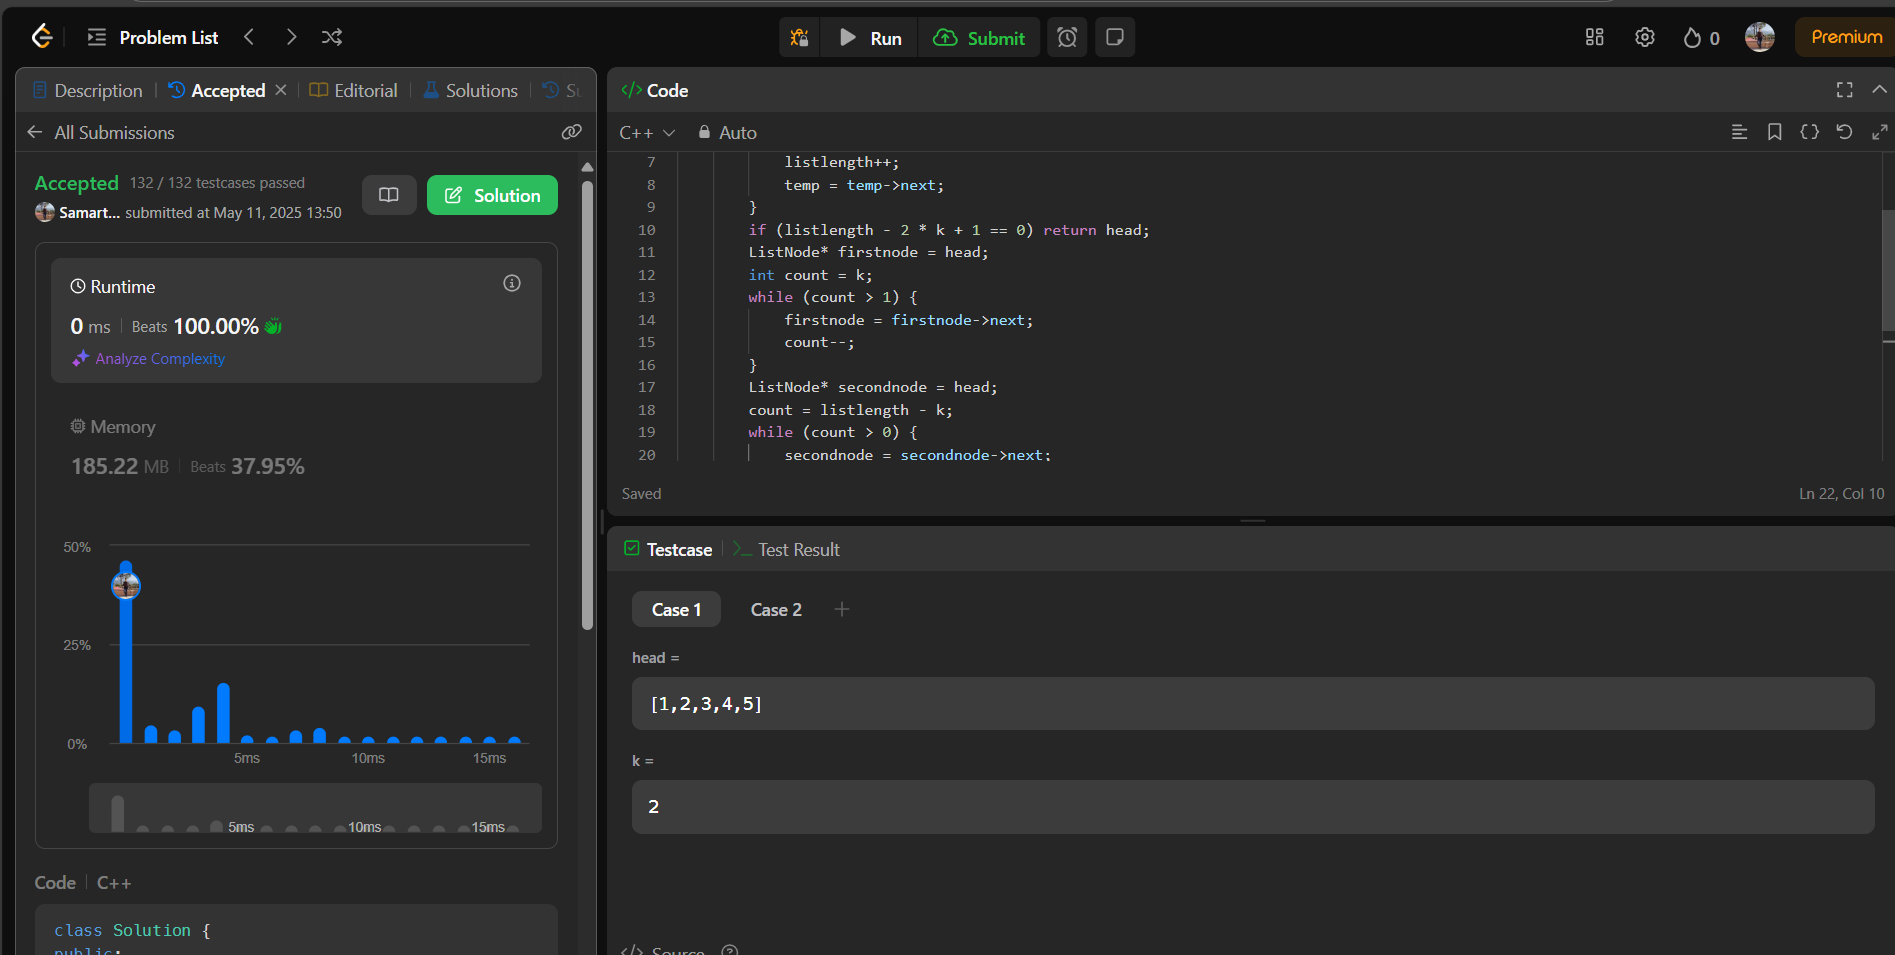 Problem List
Run
Submit
0
Premium
Description
Accepted
Editorial
Solutions
All Submissions
Accepted 132 / 132 testcases passed
Samart... submitted at May 11, 2025 13:50
Solution
Runtime
0 ms Beats 100.00%
Analyze Complexity
Memory
185.22 MB Beats 37.95%
50%
25%
0%
5ms 10ms 15ms
5ms 10ms 15ms
Code C++
class Solution {
public:
</> Code
C++ Auto
7 listlength++;
8 temp = temp->next;
9 }
10 if (listlength - 2 * k + 1 == 0) return head;
11 ListNode* firstnode = head;
12 int count = k;
13 while (count > 1) {
14 firstnode = firstnode->next;
15 count--;
16 }
17 ListNode* secondnode = head;
18 count = listlength - k;
19 while (count > 0) {
20 secondnode = secondnode->next;
Saved Ln 22, Col 10
Testcase
Test Result
Case 1 Case 2 +
head =
[1,2,3,4,5]
k =
2
</> Source